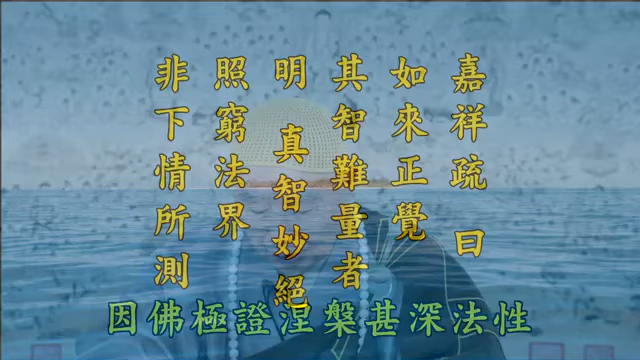 嘉祥疏曰
如來正覺
其智難量者
明 真智妙絕
照窮法界
非下情所測
因佛極證涅槃甚深法性